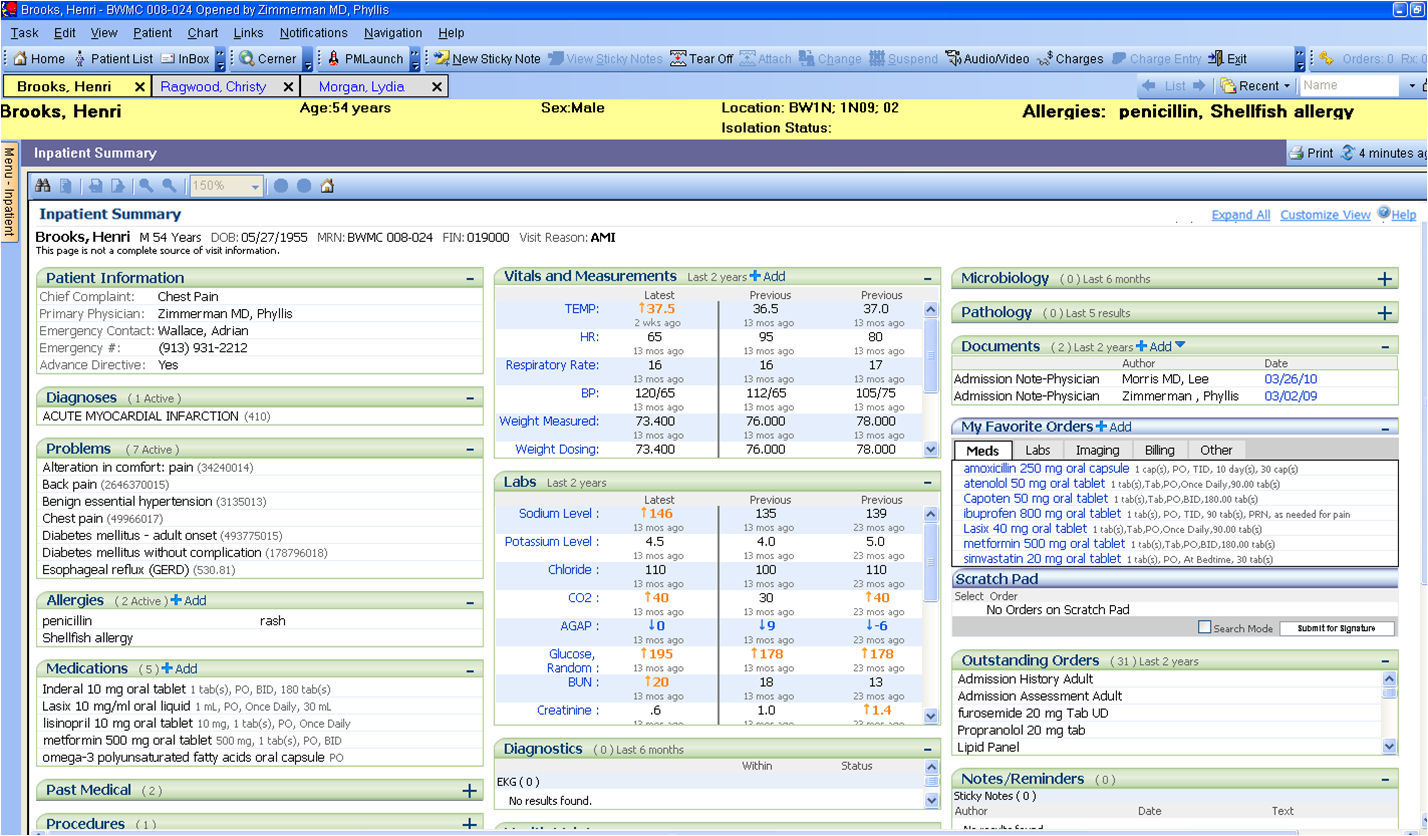 Brooks, Henri - BWMC 008-024 Opened by Zimmerman MD, Phyllis
Task Edit View Patient Chart Links Notifications Navigation Help
Home Patient List InBox Cerner PMLaunch New Sticky Note View Sticky Notes Tear Off Attach Change Suspend Audio/Video Charges Charge Entry Exit Orders: 0 Rx: 0
Brooks, Henri Ragwood, Christy Morgan, Lydia List Recent Name
Brooks, Henri Age:54 years Sex:Male Location: BW1N; 1N09; 02 Allergies: penicillin, Shellfish allergy
Isolation Status:
Menu - Inpatient
Inpatient Summary Print 4 minutes ag
150%
Inpatient Summary Expand All Customize View Help
Brooks, Henri M 54 Years DOB: 05/27/1955 MRN: BWMC 008-024 FIN: 019000 Visit Reason: AMI
This page is not a complete source of visit information.
Patient Information
Chief Complaint: Chest Pain
Primary Physician: Zimmerman MD, Phyllis
Emergency Contact: Wallace, Adrian
Emergency #: (913) 931-2212
Advance Directive: Yes
Diagnoses (1 Active)
ACUTE MYOCARDIAL INFARCTION (410)
Problems (7 Active)
Alteration in comfort: pain (34240014)
Back pain (2646370015)
Benign essential hypertension (3135013)
Chest pain (49966017)
Diabetes mellitus - adult onset (493775015)
Diabetes mellitus without complication (178796018)
Esophageal reflux (GERD) (530.81)
Allergies (2 Active) Add
penicillin rash
Shellfish allergy
Medications (5) Add
Inderal 10 mg oral tablet 1 tab(s), PO, BID, 180 tab(s)
Lasix 10 mg/ml oral liquid 1 mL, PO, Once Daily, 30 mL
lisinopril 10 mg oral tablet 10 mg, 1 tab(s), PO, Once Daily
metformin 500 mg oral tablet 500 mg, 1 tab(s), PO, BID
omega-3 polyunsaturated fatty acids oral capsule PO
Past Medical (2)
Procedures (1)
Vitals and Measurements Last 2 years Add
Latest Previous Previous
TEMP: ↑37.5 36.5 37.0
2 wks ago 13 mos ago 13 mos ago
HR: 65 95 80
13 mos ago 13 mos ago 13 mos ago
Respiratory Rate: 16 16 17
13 mos ago 13 mos ago 13 mos ago
BP: 120/65 112/65 105/75
13 mos ago 13 mos ago 13 mos ago
Weight Measured: 73.400 76.000 78.000
13 mos ago 13 mos ago 13 mos ago
Weight Dosing: 73.400 76.000 78.000
Labs Last 2 years
Latest Previous Previous
Sodium Level : ↑146 135 139
13 mos ago 13 mos ago 23 mos ago
Potassium Level : 4.5 4.0 5.0
13 mos ago 13 mos ago 23 mos ago
Chloride : 110 100 110
13 mos ago 13 mos ago 23 mos ago
CO2 : ↑40 30 ↑40
13 mos ago 13 mos ago 23 mos ago
AGAP : ↓0 ↓9 ↓-6
13 mos ago 13 mos ago 23 mos ago
Glucose, ↑195 ↑178 ↑178
Random : 13 mos ago 13 mos ago 23 mos ago
BUN : ↑20 18 13
13 mos ago 13 mos ago 23 mos ago
Creatinine : .6 1.0 ↑1.4
13 mos ago 13 mos ago 23 mos ago
Diagnostics (0) Last 6 months
Within Status
EKG (0)
No results found.
Microbiology (0) Last 6 months
Pathology (0) Last 5 results
Documents (2) Last 2 years Add
Author Date
Admission Note-Physician Morris MD, Lee 03/26/10
Admission Note-Physician Zimmerman , Phyllis 03/02/09
My Favorite Orders Add
Meds Labs Imaging Billing Other
amoxicillin 250 mg oral capsule 1 cap(s), PO, TID, 10 day(s), 30 cap(s)
atenolol 50 mg oral tablet 1 tab(s),Tab,PO,Once Daily,90.00 tab(s)
Capoten 50 mg oral tablet 1 tab(s),Tab,PO,BID,180.00 tab(s)
ibuprofen 800 mg oral tablet 1 tab(s), PO, TID, 90 tab(s), PRN, as needed for pain
Lasix 40 mg oral tablet 1 tab(s),Tab,PO,Once Daily,90.00 tab(s)
metformin 500 mg oral tablet 1 tab(s),Tab,PO,BID,180.00 tab(s)
simvastatin 20 mg oral tablet 1 tab(s), PO, At Bedtime, 30 tab(s)
Scratch Pad
Select Order
No Orders on Scratch Pad
Search Mode Submit for Signature
Outstanding Orders (31) Last 2 years
Admission History Adult
Admission Assessment Adult
furosemide 20 mg Tab UD
Propranolol 20 mg tab
Lipid Panel
Notes/Reminders (0)
Sticky Notes (0)
Author Date Text